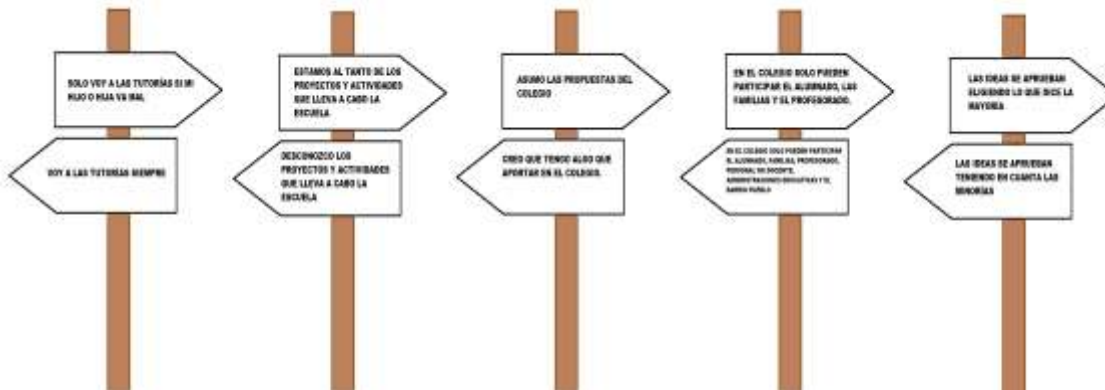 SOLO VOY A LAS TUTORÍAS SI MI
HIJO O HIJA VA MAL
VOY A LAS TUTORÍAS SIEMPRE
ESTAMOS AL TANTO DE LOS
PROYECTOS Y ACTIVIDADES
QUE LLEVA A CABO LA
ESCUELA
DESCONOZCO LOS
PROYECTOS Y ACTIVIDADES
QUE LLEVA A CABO LA
ESCUELA
ASUMO LAS PROPUESTAS DEL
COLEGIO
CREO QUE TENGO ALGO QUE
APORTAR EN EL COLEGIO.
EN EL COLEGIO SOLO PUEDEN
PARTICIPAR EL ALUMNADO, LAS
FAMILIAS Y EL PROFESORADO.
EN EL COLEGIO SOLO PUEDEN PARTICIPAR
EL ALUMNADO, FAMILIAS, PROFESORADO,
PERSONAL NO DOCENTE,
ADMINISTRACIONES EDUCATIVAS Y EL
BARRIO
LAS IDEAS SE APRUEBAN
ELIGIENDO LO QUE DICE LA
MAYORIA
LAS IDEAS SE APRUEBAN
TENIENDO EN CUANTA LAS
MINORÍAS